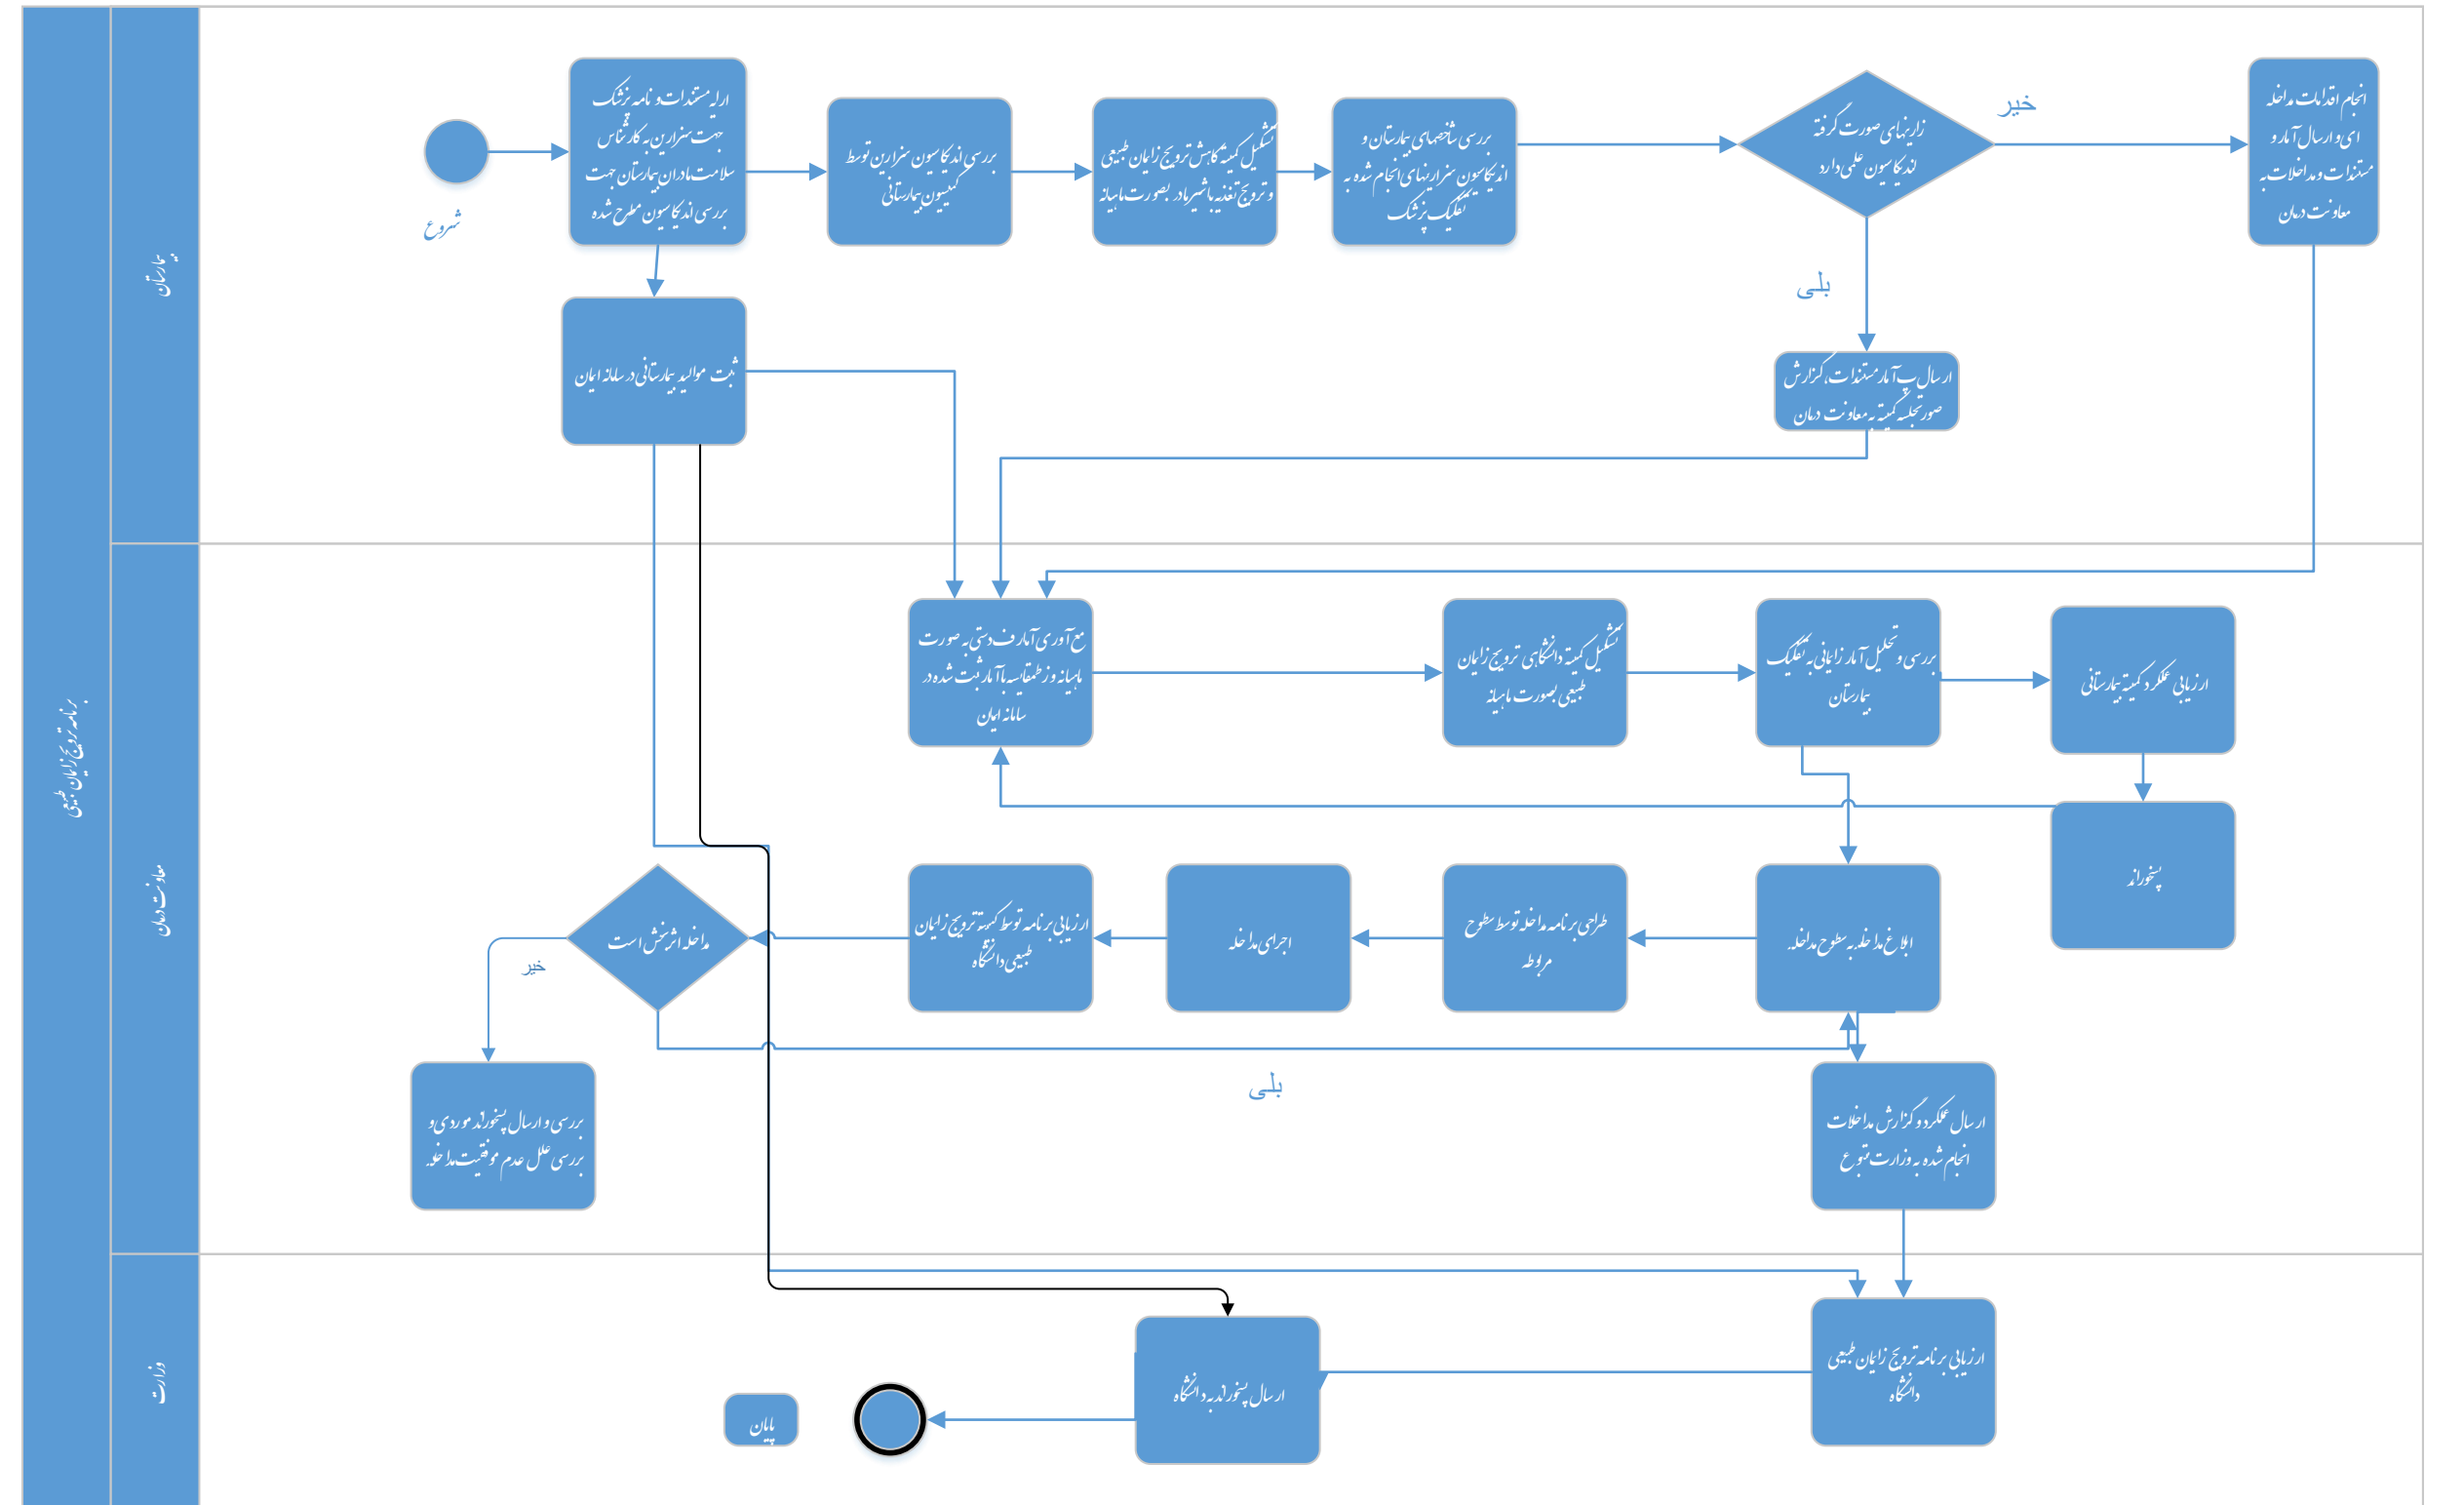 برنامه ترویج زایمان طبیعی
بیمارستان
معاونت درمان
وزارت
شروع
ارایه مستندات و نامه پزشک
جهت سزارین به کارشناس
سلامت مادران بیمارستان جهت
بررسی اندیکاسیون مطرح شده
بررسی اندیکاسیون سزارین توسط
کمیسیون بیمارستانی
تشکیل کمیته کاهش ترویج زایمان طبیعی
و ترویج تغذیه با شیر مادر بصورت ماهیانه
بررسی شاخصهای بیمارستان و
اندیکاسیون سزارینهای انجام شده به
تفکیک پزشک
زارینهای صورت گرفته
اندیکاسیون علمی دارد
خیر
بلی
انجام اقدامات مداخله
ای و ارسال آمار و
مستندات و مداخلات به
معاونت درمان
ثبت موالید بیمارستانی در سامانه ایمان
ارسال آمار مستندات، گزارش
صورتجلسه کمیته به معاونت درمان
مع آوری آمار دستی به صورت
ماهیانه و مقایسه با آمار ثبت شده در
سامانه ایمان
تشکیل کمیته دانشگاهی ترویج زایمان
طبیعی بصورت ماهیانه
بررسی و تحلیل آمار زایمانی به تفکیک
بیمارستان
ارزیابی عملکرد کمیته بیمارستانی
پسخوراند
ابلاغ مداخله به سطوح مداخله
طراحی برنامه مداخله توسط سطوح
مربوطه
اجرای مداخله
ارزیابی برنامه توسط کمیته ترویج زایمان
طبیعی دانشگاه
مداخله اثربخش است
خیر
بلی
بررسی و ارسال پسخوراند موردی و
بررسی علل عدم موفقیت مداخله
ارسال عملکرد و گزارش مداخلات
انجام شده به وزارت متبوع
ارزیابی برنامه ترویج زایمان طبیعی
دانشگاه
ارسال پسخوراند به دانشگاه
پایان